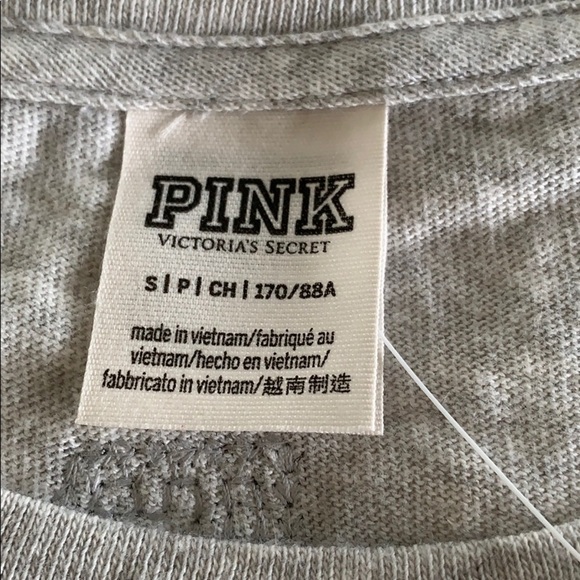 PINK
VICTORIA'S SECRET
S | P | CH | 170/88A
made in vietnam/fabriqué au
vietnam/hecho en vietnam/
fabbricato in vietnam/越南制造